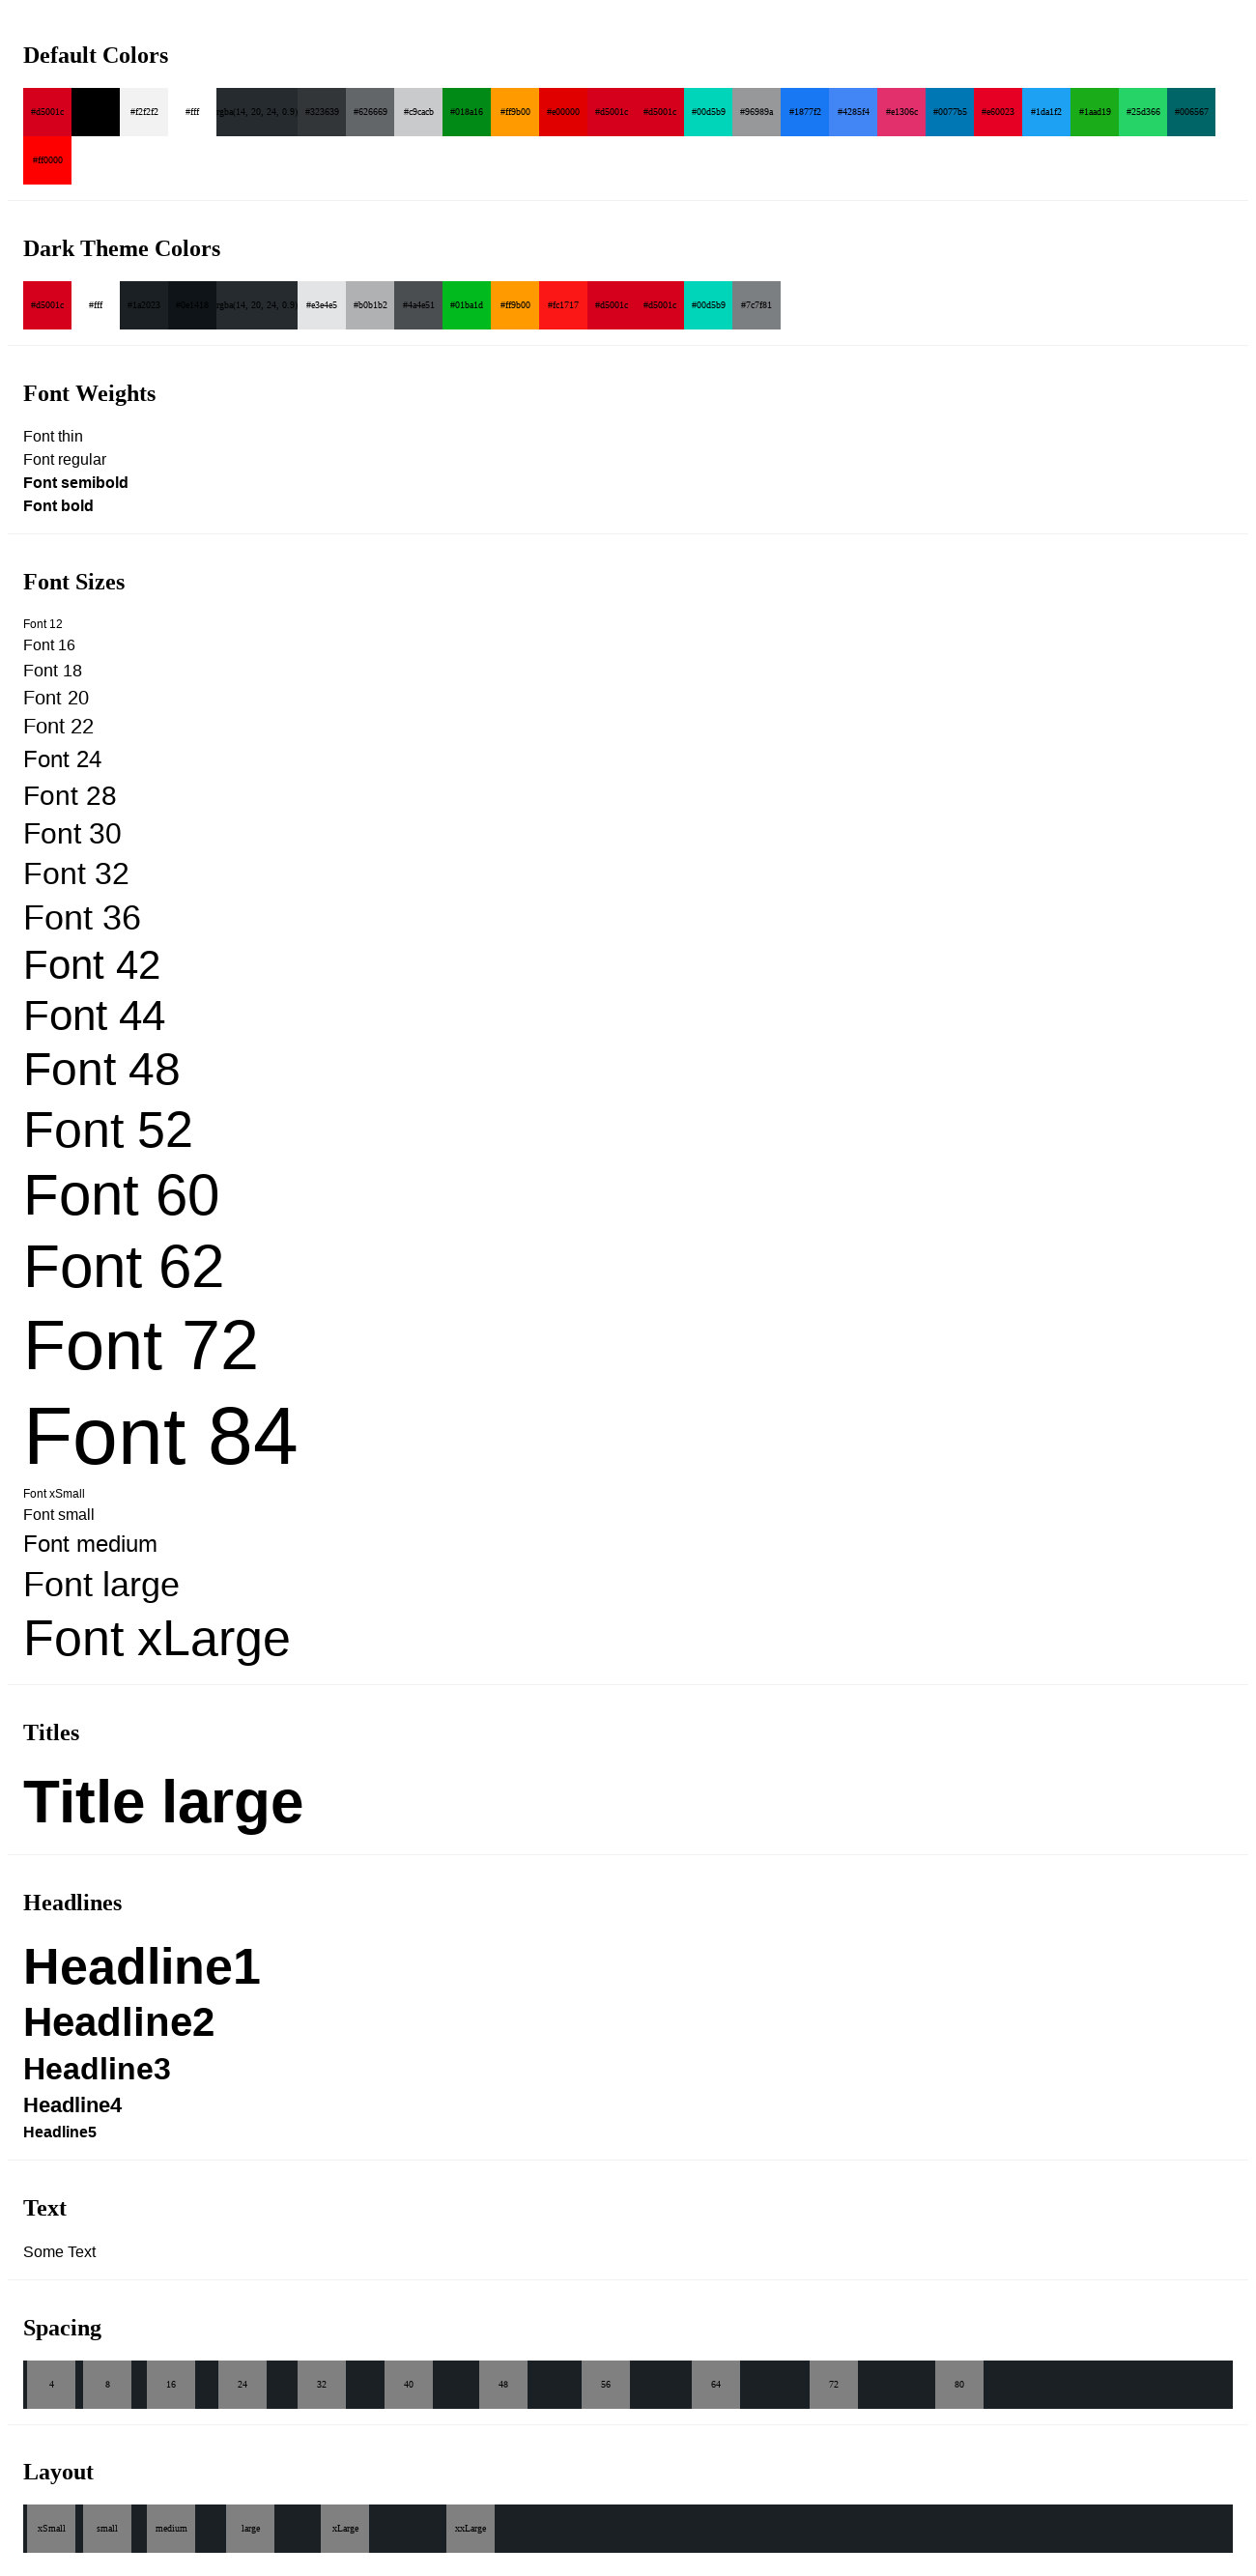 Default Colors
#d5001c #f2f2f2 #fff rgba(14, 20, 24, 0.9) #323639 #626669 #c9cacb #018a16 #ff9b00 #e00000 #d5001c #d5001c #00d5b9 #96989a #1877f2 #4285f4 #e1306c #0077b5 #e60023 #1da1f2 #1aad19 #25d366 #006567
#ff0000
Dark Theme Colors
#d5001c #fff #1a2023 #0e1418 rgba(14, 20, 24, 0.9) #e3e4e5 #b0b1b2 #4a4e51 #01ba1d #ff9b00 #fc1717 #d5001c #d5001c #00d5b9 #7c7f81
Font Weights
Font thin
Font regular
Font semibold
Font bold
Font Sizes
Font 12
Font 16
Font 18
Font 20
Font 22
Font 24
Font 28
Font 30
Font 32
Font 36
Font 42
Font 44
Font 48
Font 52
Font 60
Font 62
Font 72
Font 84
Font xSmall
Font small
Font medium
Font large
Font xLarge
Titles
Title large
Headlines
Headline1
Headline2
Headline3
Headline4
Headline5
Text
Some Text
Spacing
4 8 16 24 32 40 48 56 64 72 80
Layout
xSmall small medium large xLarge xxLarge